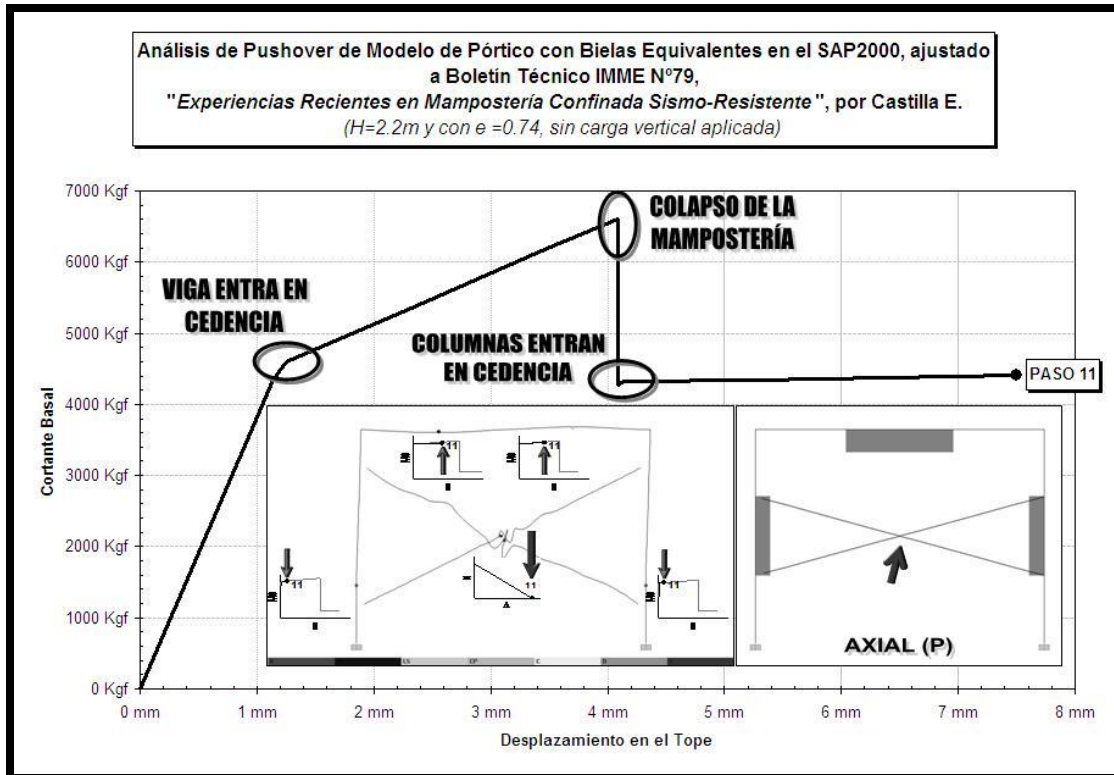 Análisis de Pushover de Modelo de Pórtico con Bielas Equivalentes en el SAP2000, ajustado
a Boletín Técnico IMME Nº79,
"Experiencias Recientes en Mampostería Confinada Sismo-Resistente", por Castilla E.
(H=2.2m y con e =0.74, sin carga vertical aplicada)
7000 Kgf
6000 Kgf
5000 Kgf
4000 Kgf
3000 Kgf
2000 Kgf
1000 Kgf
0 Kgf
Cortante Basal
VIGA ENTRA EN
CEDENCIA
COLAPSO DE LA
MAMPOSTERÍA
COLUMNAS ENTRAN
EN CEDENCIA
PASO 11
11
11
11
11
11
LS
CP
C
D
AXIAL (P)
0 mm
1 mm
2 mm
3 mm
4 mm
5 mm
6 mm
7 mm
8 mm
Desplazamiento en el Tope